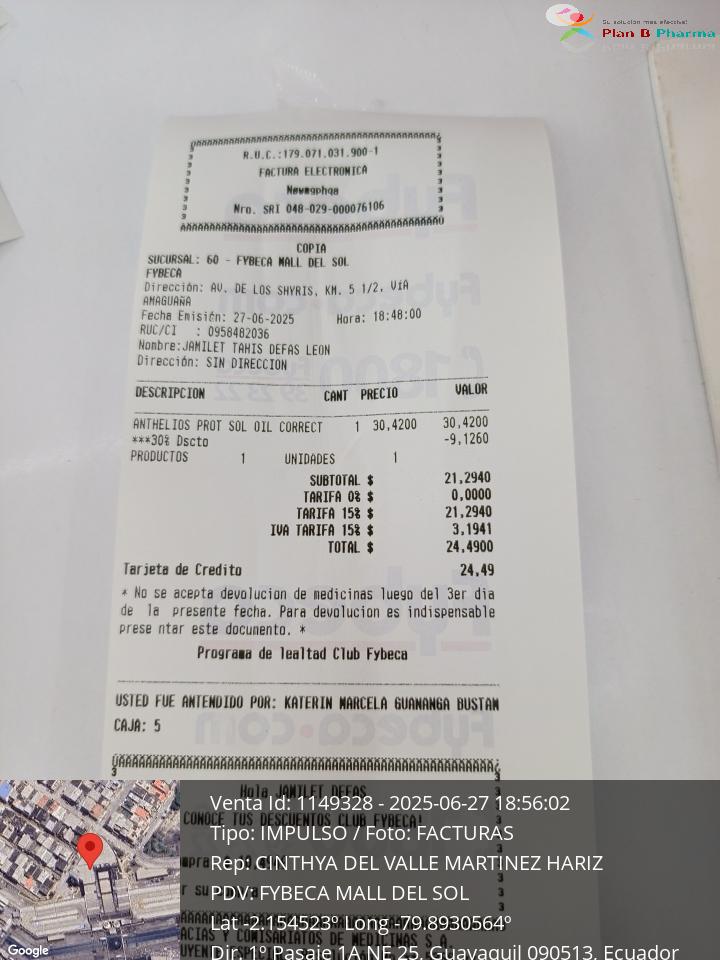 Su solución más efectiva!
Plan B Pharma
R.U.C.:179.071.031.900-1
FACTURA ELECTRONICA
Nro. SRI 048-029-000076106
COPIA
SUCURSAL: 60 - FYBECA MALL DEL SOL
FYBECA
Dirección: AV. DE LOS SHYRIS, KM. 5 1/2, VíA
AMAGUAÑA
Fecha Emisión: 27-06-2025 Hora: 18:48:00
RUC/CI : 0958482036
Nombre:JAMILET TAHIS DEFAS LEON
Dirección: SIN DIRECCION
DESCRIPCION CANT PRECIO VALOR
ANTHELIOS PROT SOL OIL CORRECT 1 30,4200 30,4200
***30% Dscto -9,1260
PRODUCTOS 1 UNIDADES 1
SUBTOTAL $ 21,2940
TARIFA 0% $ 0,0000
TARIFA 15% $ 21,2940
IVA TARIFA 15% $ 3,1941
TOTAL $ 24,4900
Tarjeta de Credito 24,49
* No se acepta devolucion de medicinas luego del 3er dia
de la presente fecha. Para devolucion es indispensable
prese ntar este documento. *
Programa de lealtad Club Fybeca
USTED FUE ANTENDIDO POR: KATERIN MARCELA GUANANGA BUSTAM
CAJA: 5
Hola JAMILET DEFAS
CONOCE TUS DESCUENTOS CLUB FYBECA!
Venta Id: 1149328 - 2025-06-27 18:56:02
Tipo: IMPULSO / Foto: FACTURAS
Rep: CINTHYA DEL VALLE MARTINEZ HARIZ
PDV: FYBECA MALL DEL SOL
Lat -2.154523º Long -79.8930564º
ACIAS Y COMISARIATOS DE MEDICINAS S.A.
Dir: 1° Pasaje 1A NE 25, Guayaquil 090513, Ecuador
Google